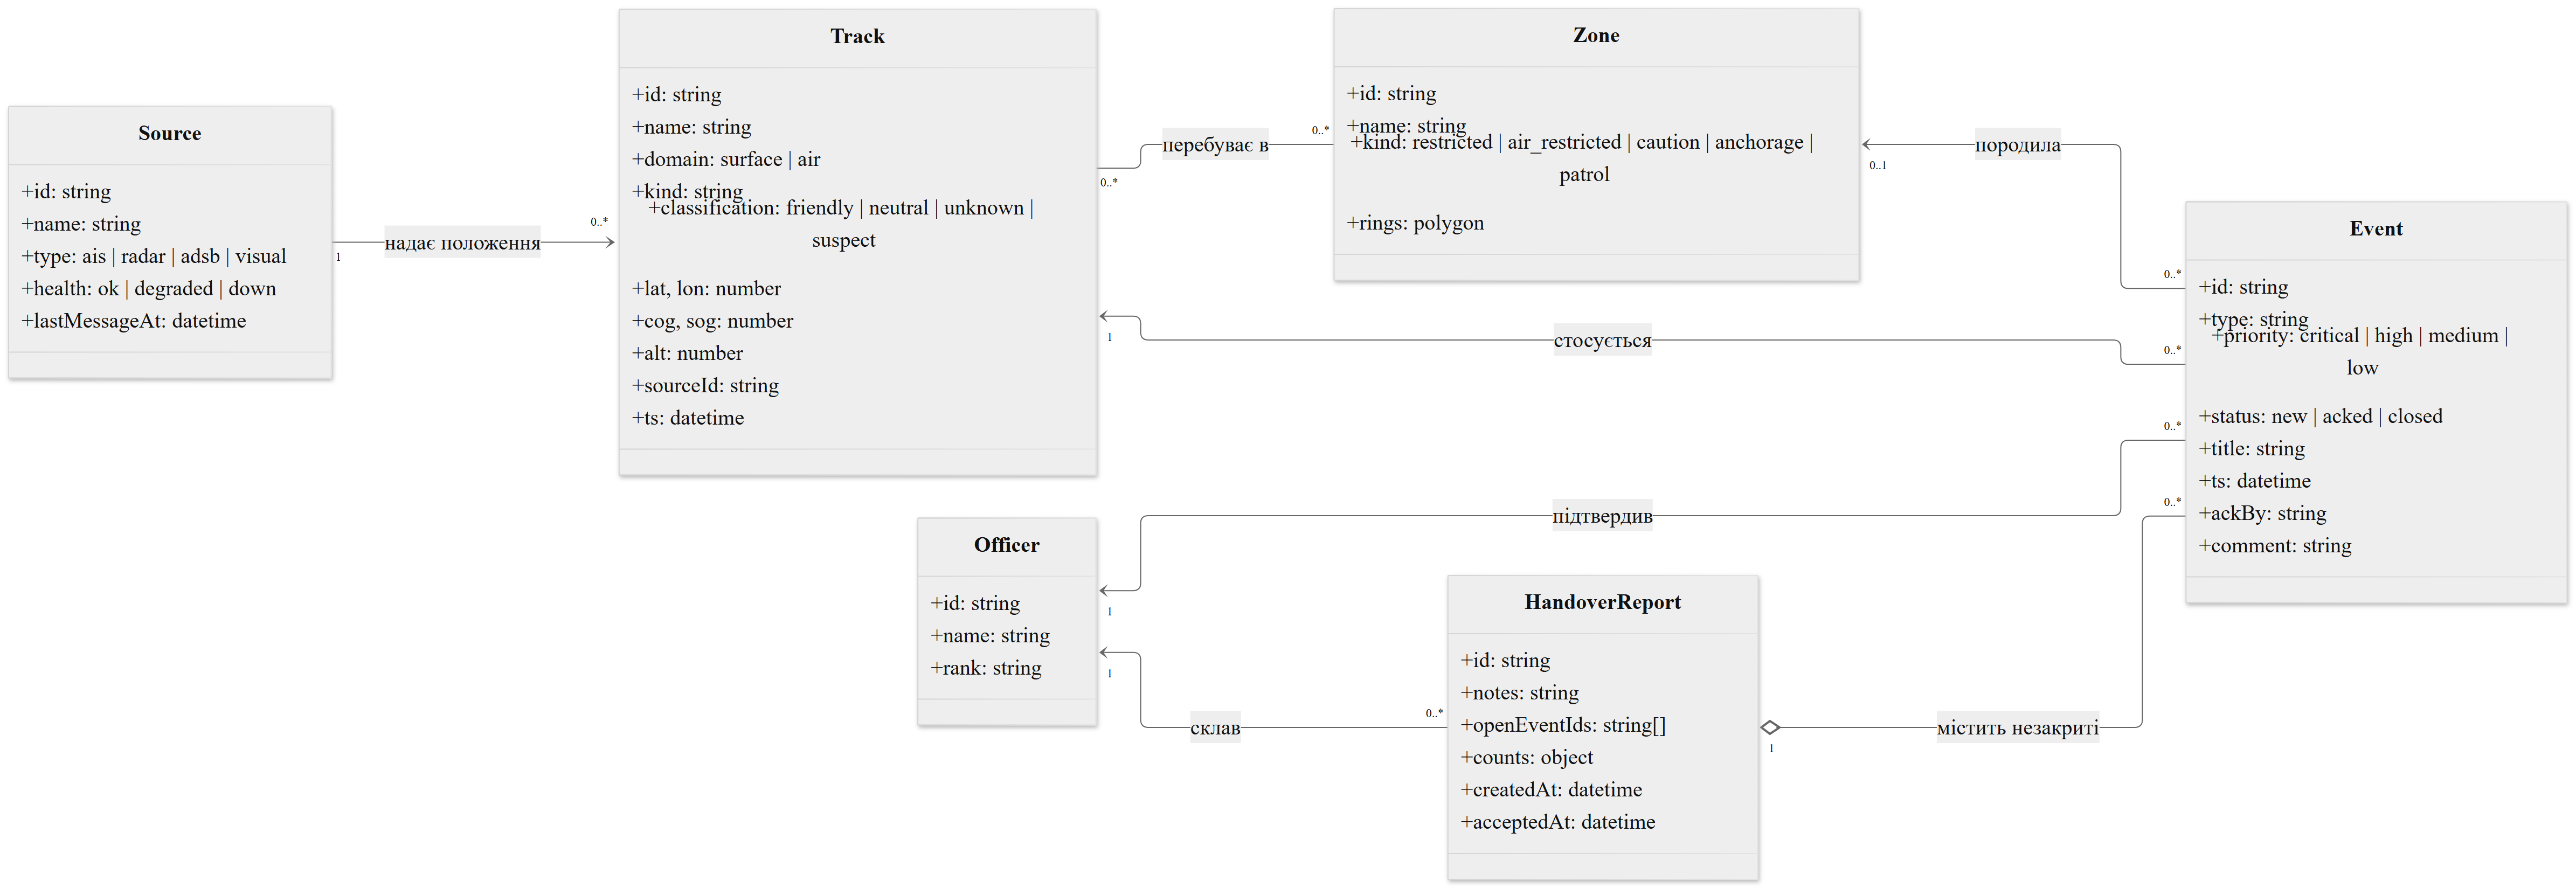 Source
+id: string
+name: string
+type: ais | radar | adsb | visual
+health: ok | degraded | down
+lastMessageAt: datetime
1
надає положення
0..*
Track
+id: string
+name: string
+domain: surface | air
+kind: string
+classification: friendly | neutral | unknown |
suspect
+lat, lon: number
+cog, sog: number
+alt: number
+sourceId: string
+ts: datetime
0..*
перебуває в
0..*
Zone
+id: string
+name: string
+kind: restricted | air_restricted | caution | anchorage |
patrol
+rings: polygon
0..1
породила
0..*
1
стосується
0..*
Event
+id: string
+type: string
+priority: critical | high | medium |
low
+status: new | acked | closed
+title: string
+ts: datetime
+ackBy: string
+comment: string
0..*
підтвердив
1
Officer
+id: string
+name: string
+rank: string
1
склав
0..*
HandoverReport
+id: string
+notes: string
+openEventIds: string[]
+counts: object
+createdAt: datetime
+acceptedAt: datetime
1
містить незакриті
0..*